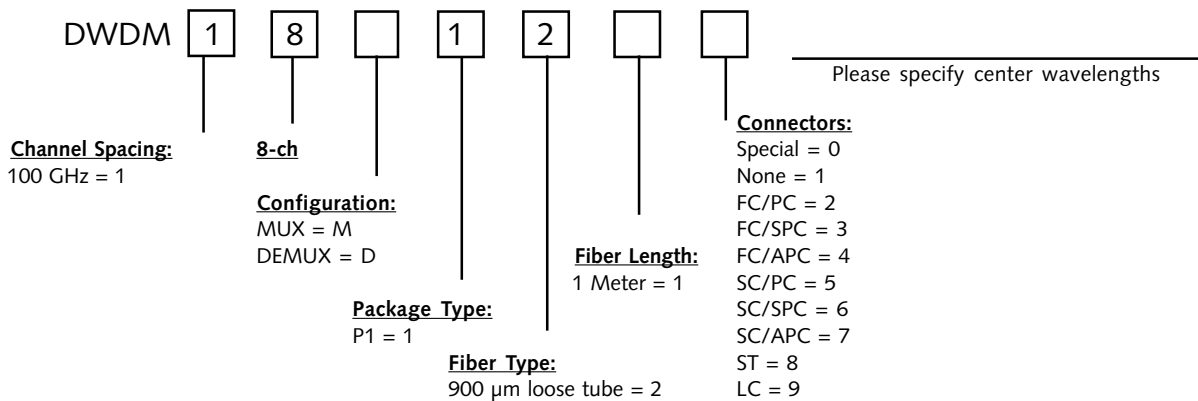 DWDM 1 8 1 2
Please specify center wavelengths
Channel Spacing:
100 GHz = 1
8-ch
Configuration:
MUX = M
DEMUX = D
Package Type:
P1 = 1
Fiber Type:
900 µm loose tube = 2
Fiber Length:
1 Meter = 1
Connectors:
Special = 0
None = 1
FC/PC = 2
FC/SPC = 3
FC/APC = 4
SC/PC = 5
SC/SPC = 6
SC/APC = 7
ST = 8
LC = 9